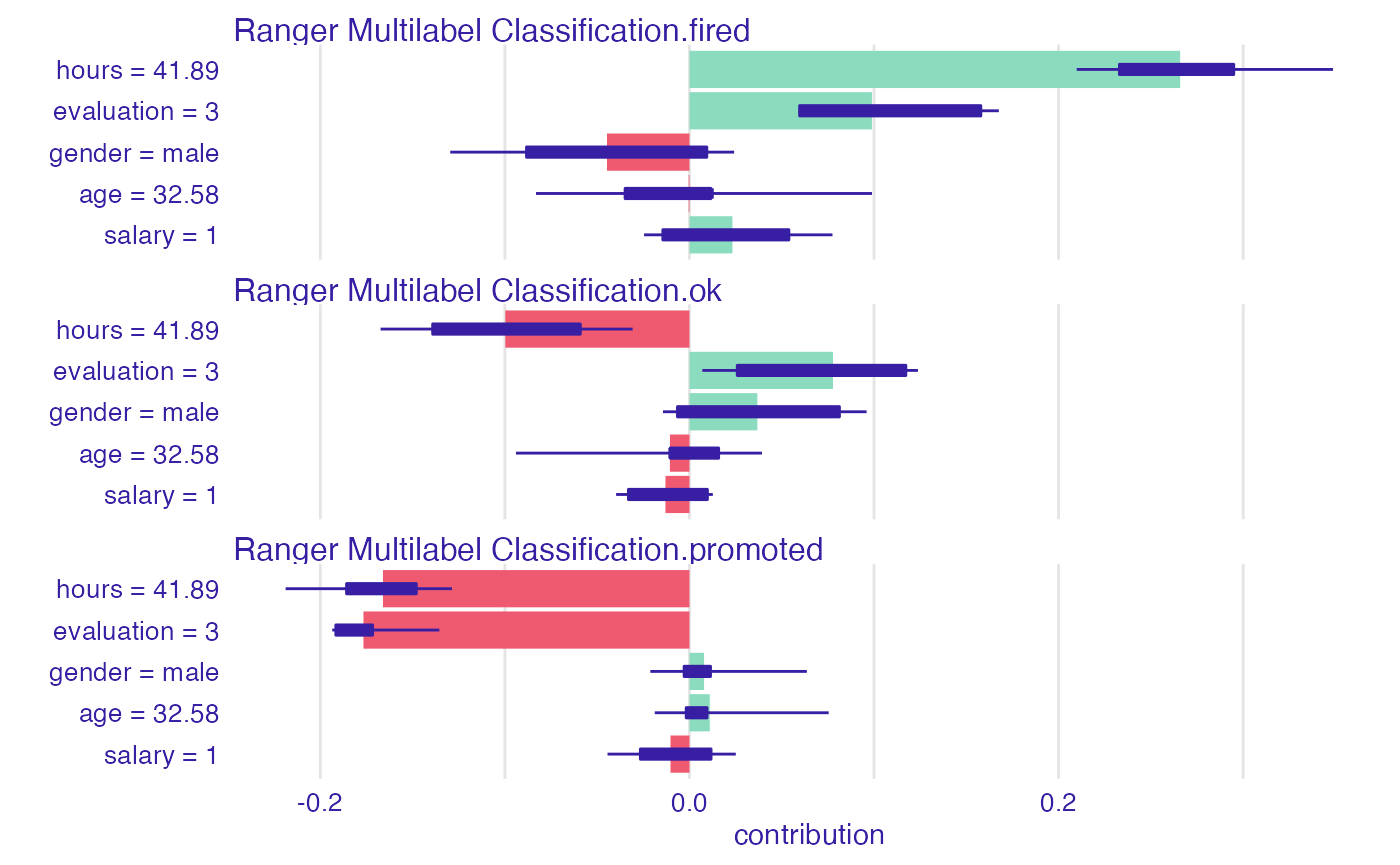 Ranger Multilabel Classification.fired
hours = 41.89
evaluation = 3
gender = male
age = 32.58
salary = 1
Ranger Multilabel Classification.ok
hours = 41.89
evaluation = 3
gender = male
age = 32.58
salary = 1
Ranger Multilabel Classification.promoted
hours = 41.89
evaluation = 3
gender = male
age = 32.58
salary = 1
-0.2 0.0 0.2
contribution